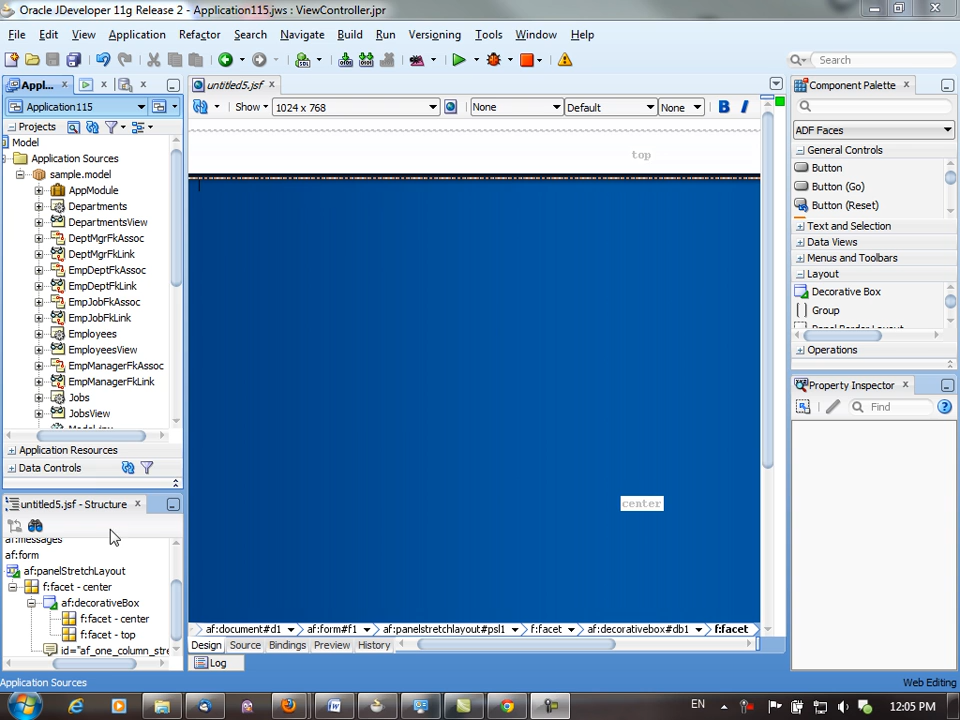 Oracle JDeveloper 11g Release 2 - Application115.jws : ViewController.jpr
File Edit View Application Refactor Search Navigate Build Run Versioning Tools Window Help
Search
Appl...
untitled5.jsf
Component Palette
Application115
Show 1024 x 768 None Default None B I
Projects
ADF Faces
Model
General Controls
Application Sources
top
Button
sample.model
Button (Go)
AppModule
Button (Reset)
Departments
Text and Selection
DepartmentsView
Data Views
DeptMgrFkAssoc
Menus and Toolbars
DeptMgrFkLink
Layout
EmpDeptFkAssoc
Decorative Box
EmpDeptFkLink
Group
EmpJobFkAssoc
EmpJobFkLink
Employees
Operations
EmployeesView
EmpManagerFkAssoc
EmpManagerFkLink
Property Inspector
Jobs
Find
JobsView
Application Resources
Data Controls
untitled5.jsf - Structure
center
af:messages
af:form
af:panelStretchLayout
f:facet - center
af:decorativeBox
f:facet - center
f:facet - top
id="af_one_column_stre
af:document#d1 af:form#f1 af:panelstretchlayout#psl1 f:facet af:decorativebox#db1 f:facet
Design Source Bindings Preview History
Log
Application Sources
Web Editing
EN
12:05 PM